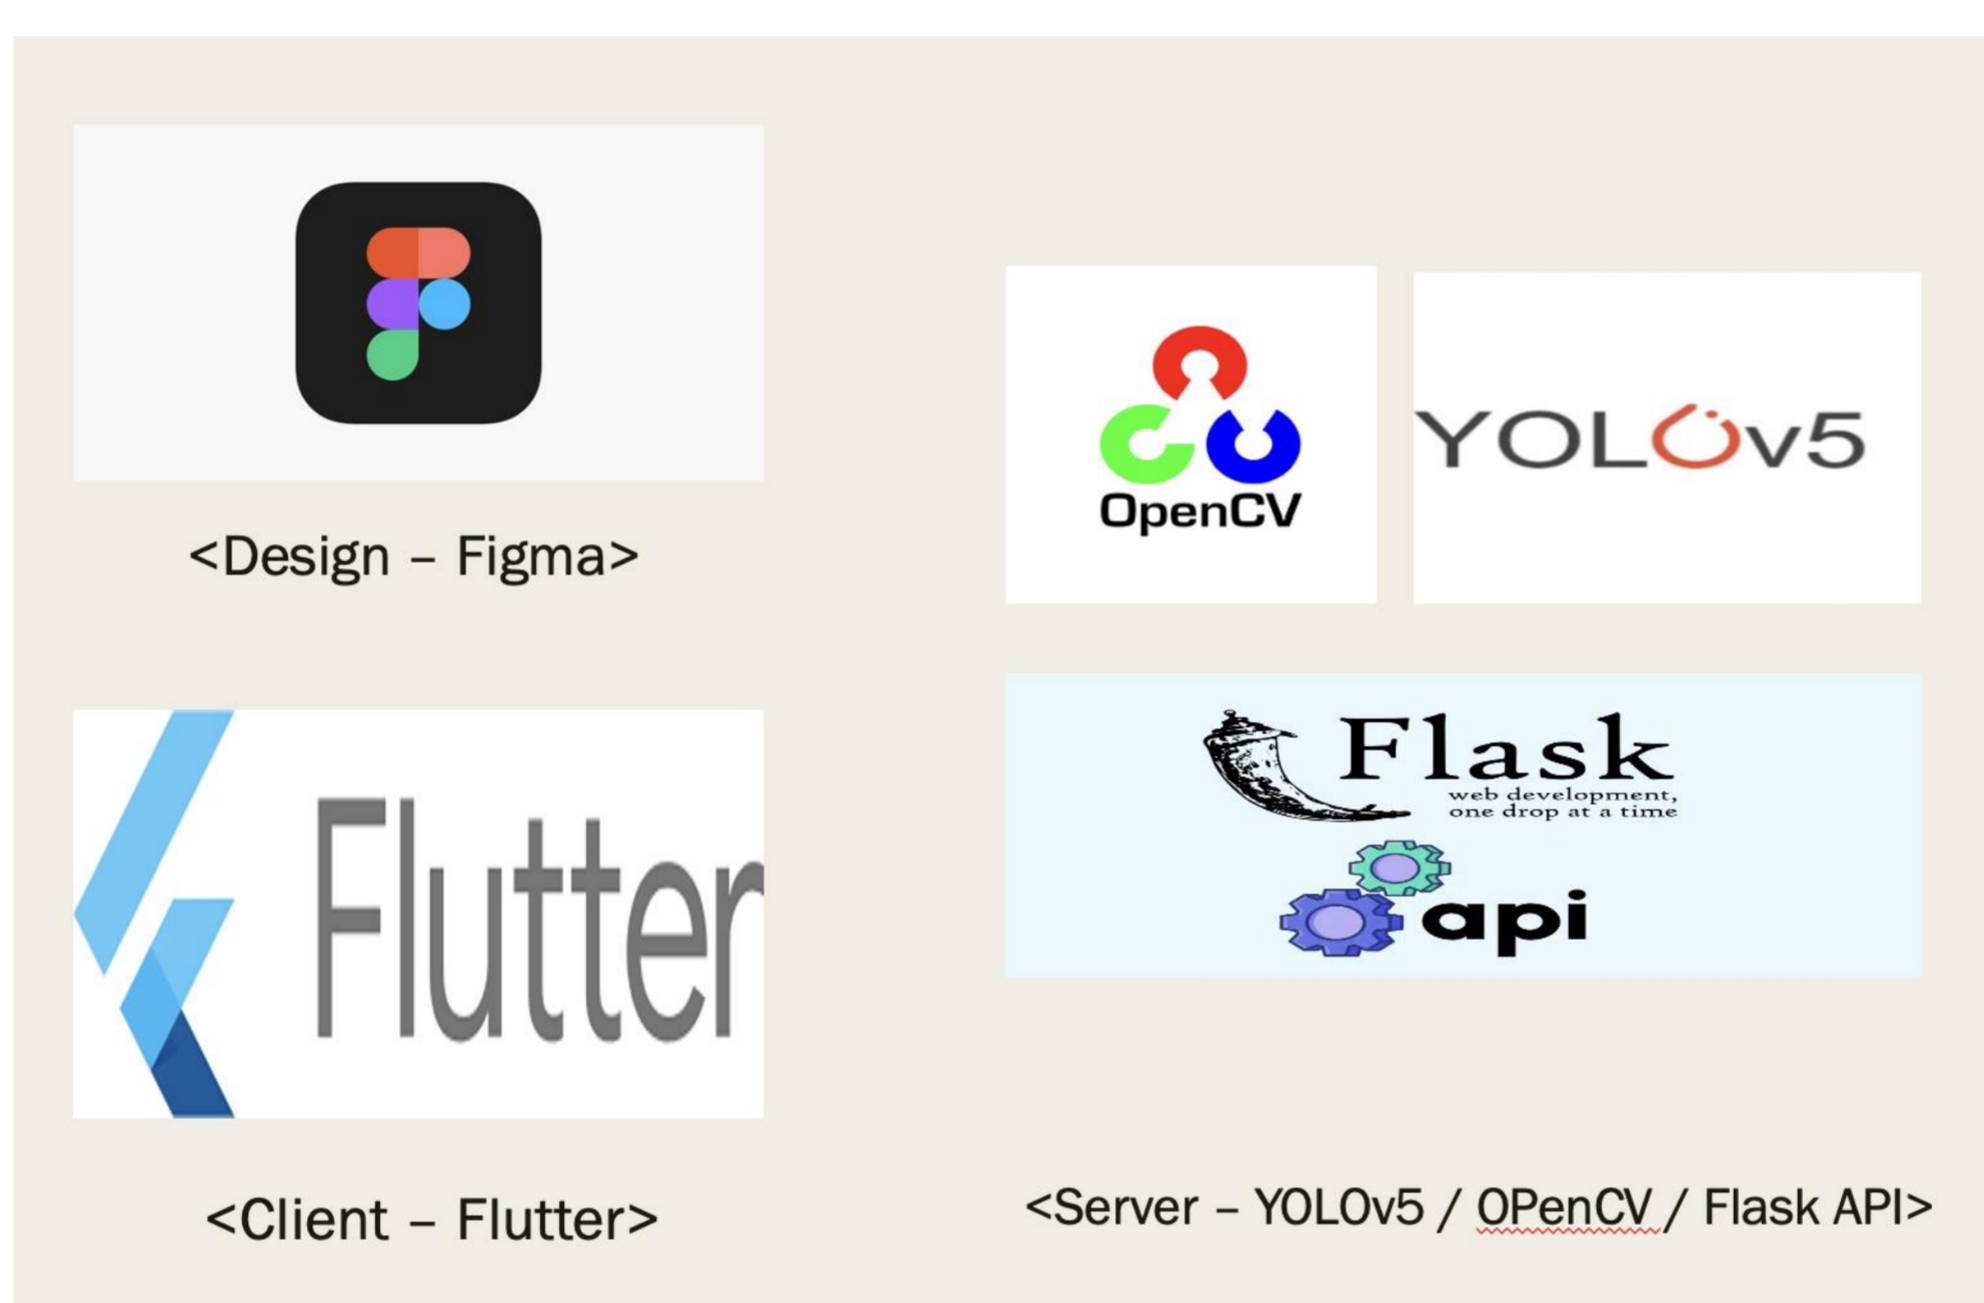 <Design – Figma>
Flutter
<Client – Flutter>
OpenCV
YOLOv5
Flask
web development,
one drop at a time
api
<Server – YOLOv5 / OPenCV / Flask API>